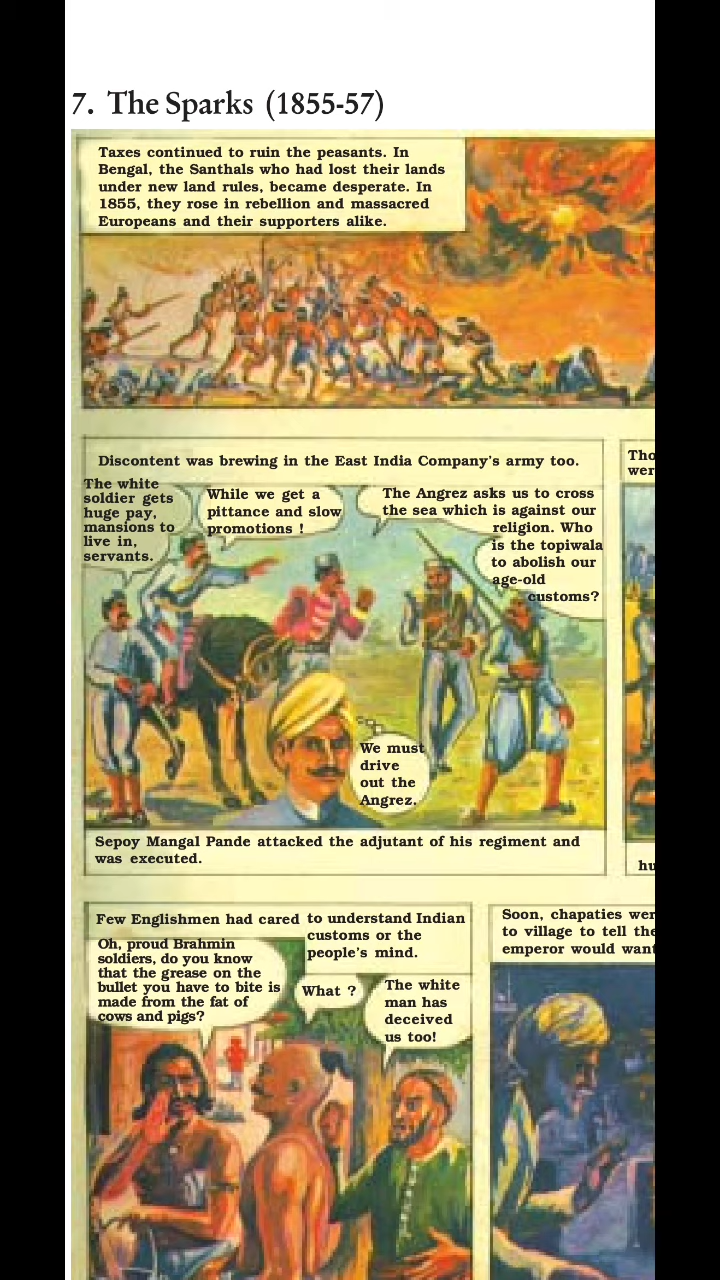 7. The Sparks (1855-57)
Taxes continued to ruin the peasants. In
Bengal, the Santhals who had lost their lands
under new land rules, became desperate. In
1855, they rose in rebellion and massacred
Europeans and their supporters alike.
Discontent was brewing in the East India Company's army too.
The white
soldier gets
huge pay,
mansions to
live in,
servants.
While we get a
pittance and slow
promotions !
The Angrez asks us to cross
the sea which is against our
religion. Who
is the topiwala
to abolish our
age-old
customs?
We must
drive
out the
Angrez.
Sepoy Mangal Pande attacked the adjutant of his regiment and
was executed.
Tho
wer
hu
Few Englishmen had cared to understand Indian
customs or the
people's mind.
Oh, proud Brahmin
soldiers, do you know
that the grease on the
bullet you have to bite is
made from the fat of
cows and pigs?
What ?
The white
man has
deceived
us too!
Soon, chapaties wer
to village to tell the
emperor would want